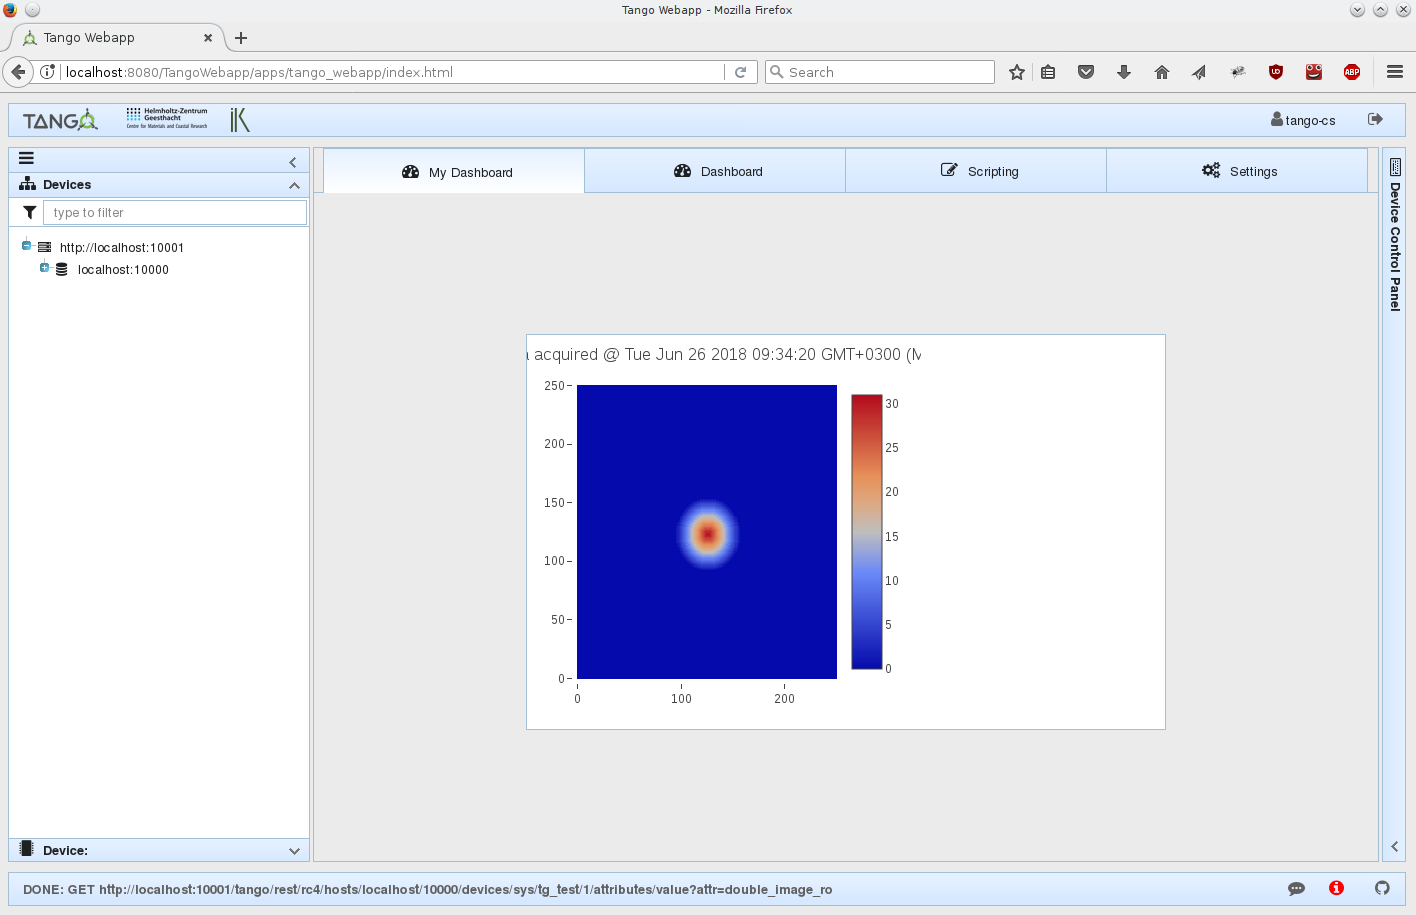 Tango Webapp - Mozilla Firefox
Tango Webapp
localhost:8080/TangoWebapp/apps/tango_webapp/index.html
Search
UD
ABP
TANGO
Helmholtz-Zentrum
Geesthacht
Centre for Materials and Coastal Research
IK
tango-cs
Devices
type to filter
http://localhost:10001
localhost:10000
Device:
My Dashboard
Dashboard
Scripting
Settings
acquired @ Tue Jun 26 2018 09:34:20 GMT+0300 (M
250
200
150
100
50
0
0
100
200
30
25
20
15
10
5
0
Device Control Panel
DONE: GET http://localhost:10001/tango/rest/rc4/hosts/localhost/10000/devices/sys/tg_test/1/attributes/value?attr=double_image_ro